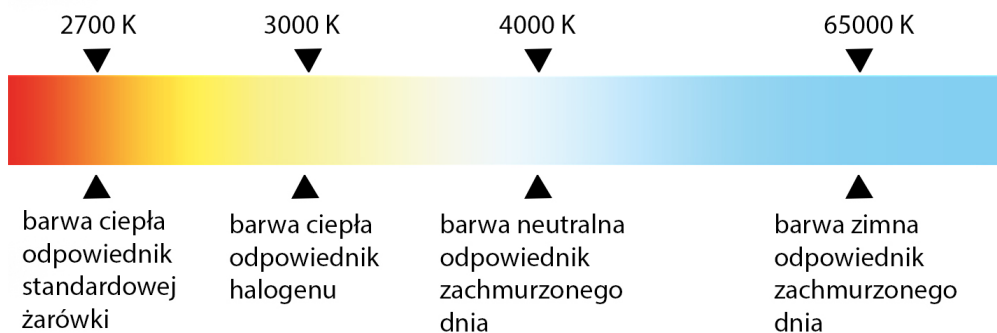 2700 K
3000 K
4000 K
65000 K
barwa ciepła
odpowiednik
standardowej
żarówki
barwa ciepła
odpowiednik
halogenu
barwa neutralna
odpowiednik
zachmurzonego
dnia
barwa zimna
odpowiednik
zachmurzonego
dnia